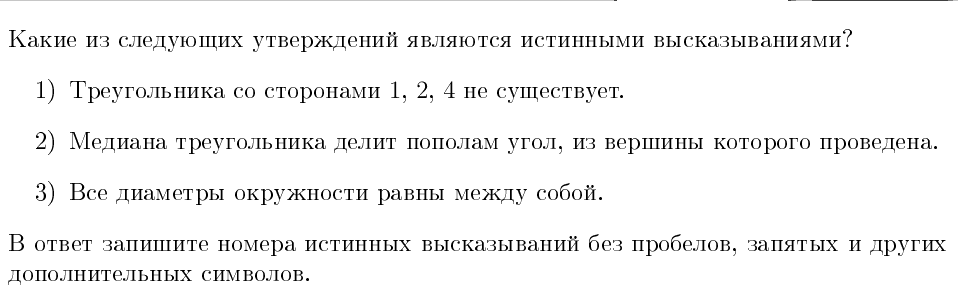 Какие из следующих утверждений являются истинными высказываниями?
1) Треугольника со сторонами 1, 2, 4 не существует.
2) Медиана треугольника делит пополам угол, из вершины которого проведена.
3) Все диаметры окружности равны между собой.
В ответ запишите номера истинных высказываний без пробелов, запятых и других
дополнительных символов.